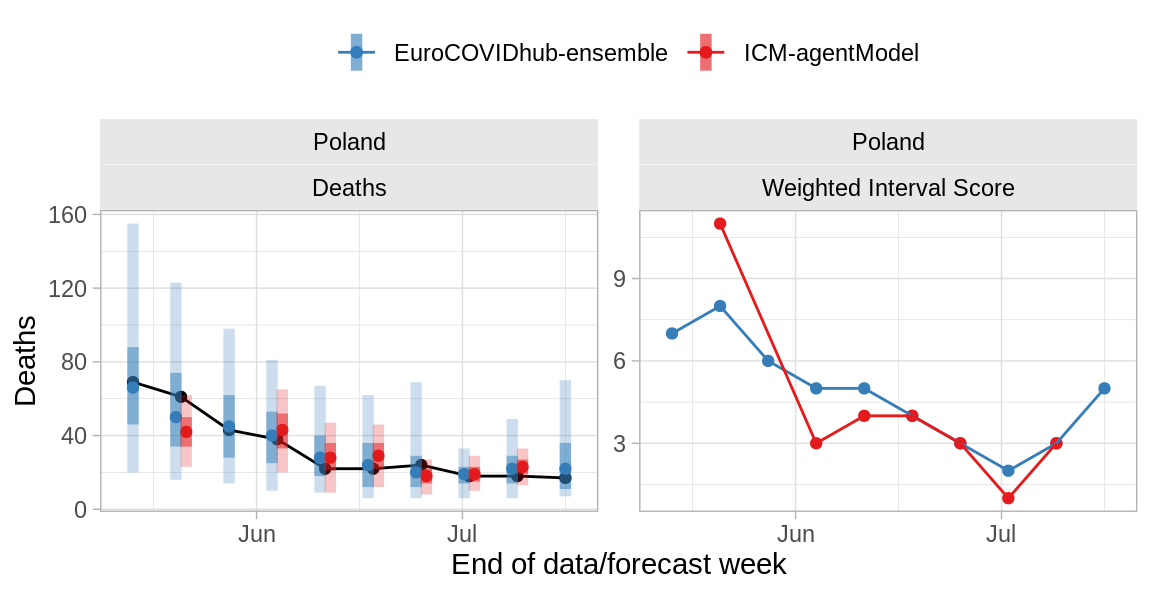 EuroCOVIDhub-ensemble ICM-agentModel
Poland Poland
Deaths Weighted Interval Score
160
120
80
40
0
9
6
3
Deaths
Jun Jul Jun Jul
End of data/forecast week